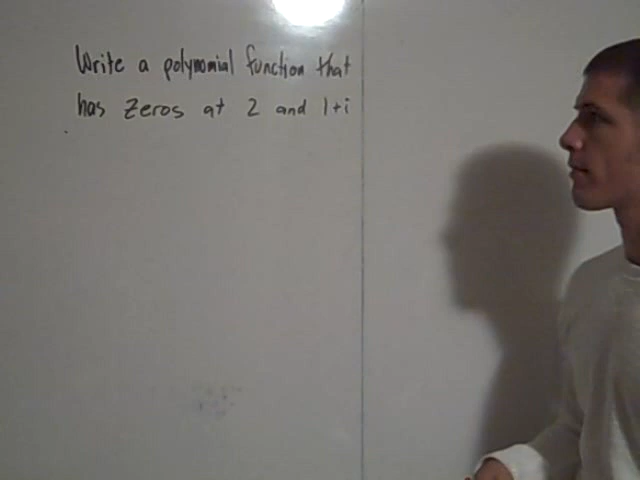 Write a polynomial function that
has zeros at 2 and 1+i